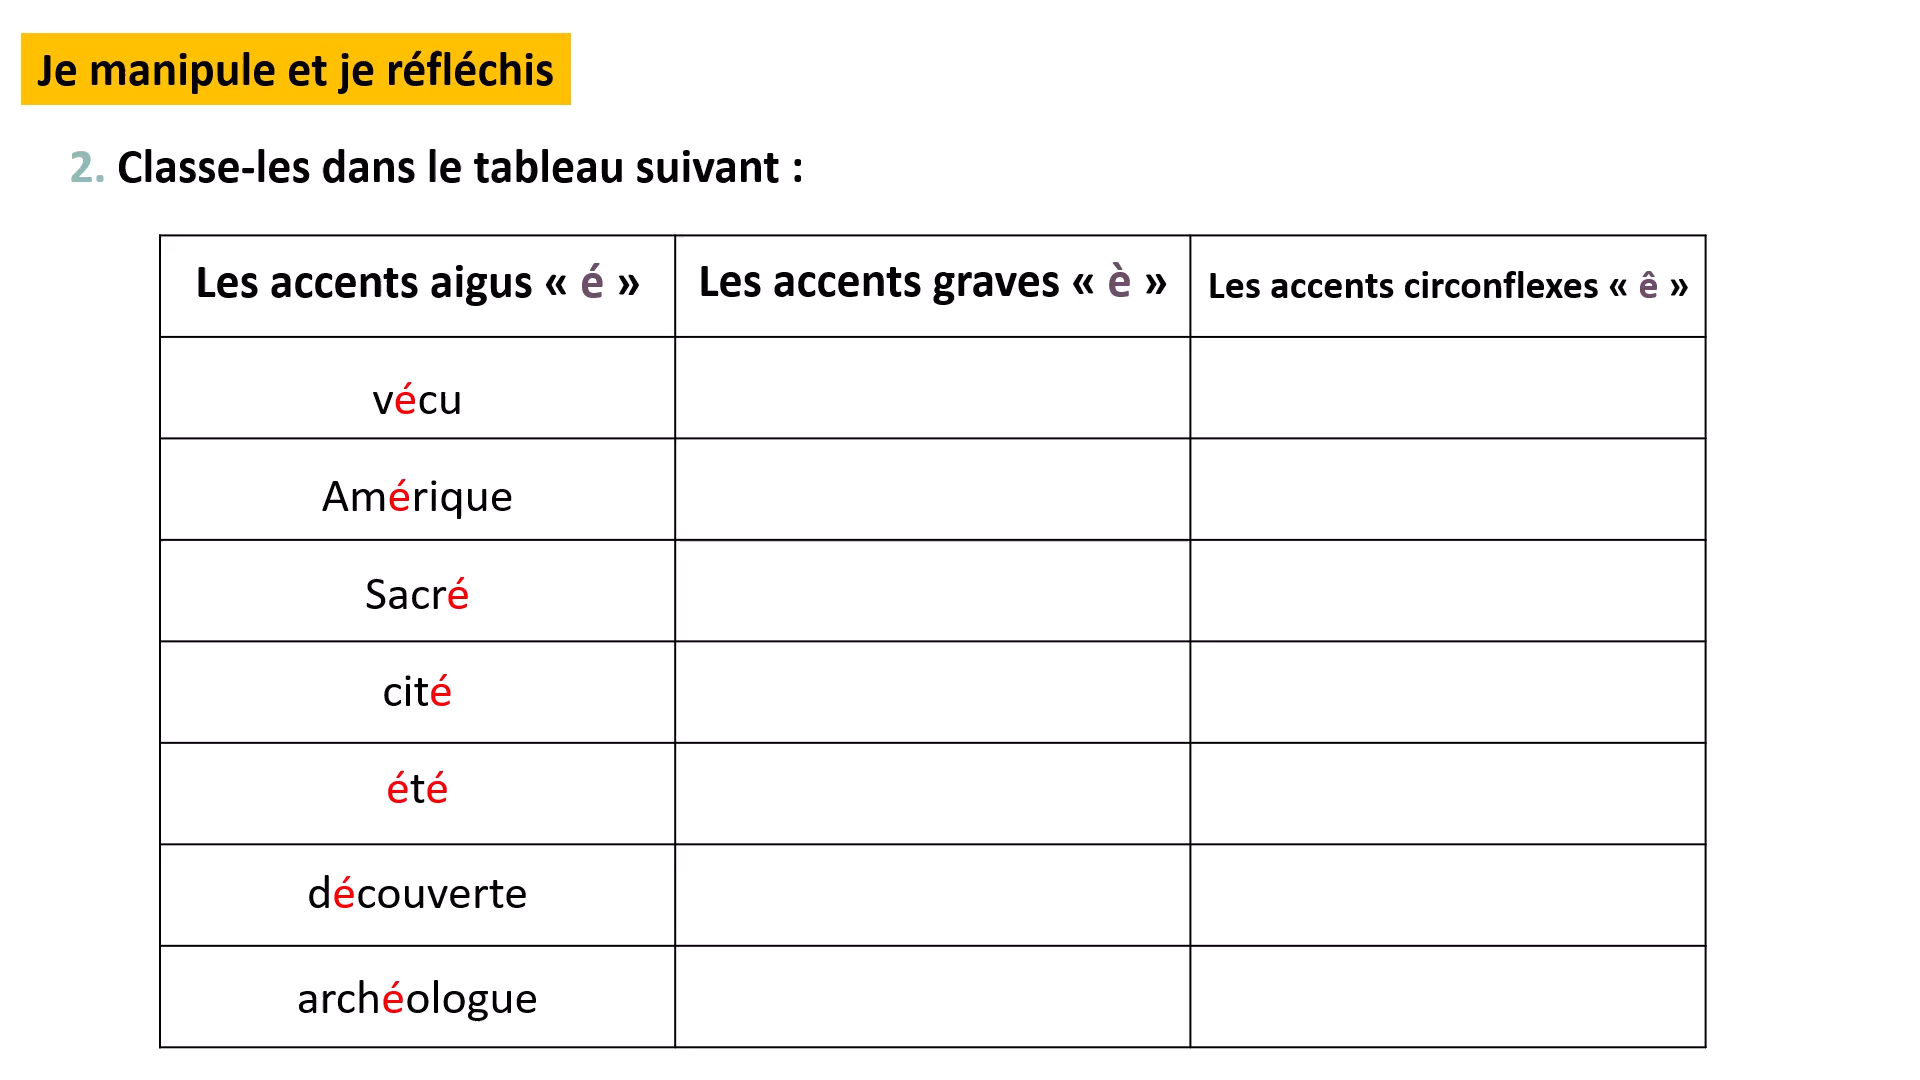 Je manipule et je réfléchis
2. Classe-les dans le tableau suivant :
Les accents aigus « é »
Les accents graves « è »
Les accents circonflexes « ê »
vécu
Amérique
Sacré
cité
été
découverte
archéologue